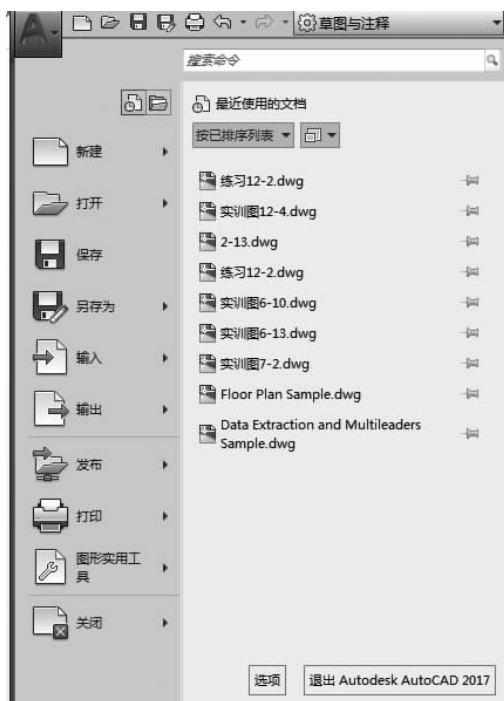 草图与注释
搜索命令
最近使用的文档
按已排序列表
新建
打开
保存
另存为
输入
输出
发布
打印
图形实用工
具
关闭
练习12-2.dwg
实训图12-4.dwg
2-13.dwg
练习12-2.dwg
实训图6-10.dwg
实训图6-13.dwg
实训图7-2.dwg
Floor Plan Sample.dwg
Data Extraction and Multileaders
Sample.dwg
选项
退出 Autodesk AutoCAD 2017